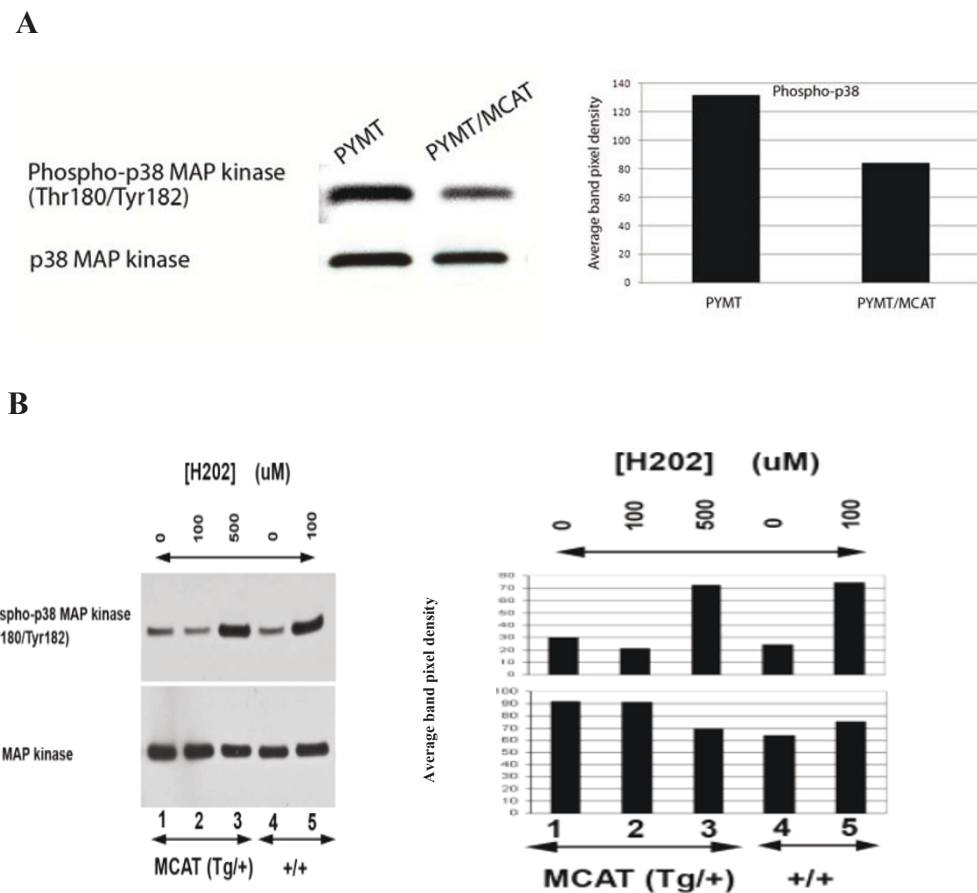 A
PYMT
PYMT/MCAT
Phospho-p38 MAP kinase
(Thr180/Tyr182)
p38 MAP kinase
Average band pixel density
140
120
100
80
60
40
20
0
Phospho-p38
PYMT
PYMT/MCAT
B
[H202] (uM)
0 100 500 0 100
spho-p38 MAP kinase
180/Tyr182)
MAP kinase
1 2 3 4 5
MCAT (Tg/+) +/+
[H202] (uM)
0 100 500 0 100
Average band pixel density
80
70
60
50
40
30
20
10
0
100
90
80
70
60
50
40
30
20
10
0
1 2 3 4 5
MCAT (Tg/+) +/+